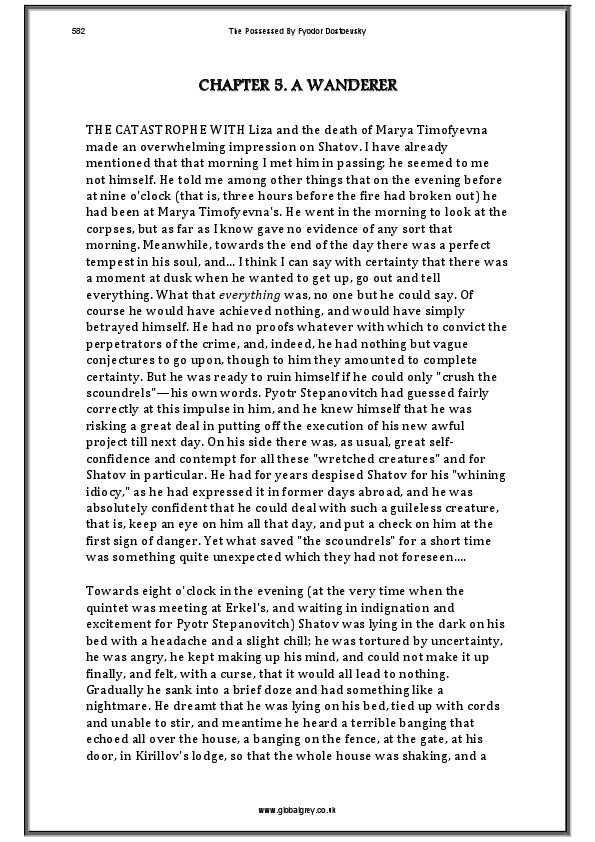 582 The Possessed By Fyodor Dostoevsky
CHAPTER 5. A WANDERER
THE CATASTROPHE WITH Liza and the death of Marya Timofyevna
made an overwhelming impression on Shatov. I have already
mentioned that that morning I met him in passing; he seemed to me
not himself. He told me among other things that on the evening before
at nine o'clock (that is, three hours before the fire had broken out) he
had been at Marya Timofyevna's. He went in the morning to look at the
corpses, but as far as I know gave no evidence of any sort that
morning. Meanwhile, towards the end of the day there was a perfect
tempest in his soul, and... I think I can say with certainty that there was
a moment at dusk when he wanted to get up, go out and tell
everything. What that everything was, no one but he could say. Of
course he would have achieved nothing, and would have simply
betrayed himself. He had no proofs whatever with which to convict the
perpetrators of the crime, and, indeed, he had nothing but vague
conjectures to go upon, though to him they amounted to complete
certainty. But he was ready to ruin himself if he could only "crush the
scoundrels"—his own words. Pyotr Stepanovitch had guessed fairly
correctly at this impulse in him, and he knew himself that he was
risking a great deal in putting off the execution of his new awful
project till next day. On his side there was, as usual, great self-
confidence and contempt for all these "wretched creatures" and for
Shatov in particular. He had for years despised Shatov for his "whining
idiocy," as he had expressed it in former days abroad, and he was
absolutely confident that he could deal with such a guileless creature,
that is, keep an eye on him all that day, and put a check on him at the
first sign of danger. Yet what saved "the scoundrels" for a short time
was something quite unexpected which they had not foreseen....
Towards eight o'clock in the evening (at the very time when the
quintet was meeting at Erkel's, and waiting in indignation and
excitement for Pyotr Stepanovitch) Shatov was lying in the dark on his
bed with a headache and a slight chill; he was tortured by uncertainty,
he was angry, he kept making up his mind, and could not make it up
finally, and felt, with a curse, that it would all lead to nothing.
Gradually he sank into a brief doze and had something like a
nightmare. He dreamt that he was lying on his bed, tied up with cords
and unable to stir, and meantime he heard a terrible banging that
echoed all over the house, a banging on the fence, at the gate, at his
door, in Kirillov's lodge, so that the whole house was shaking, and a
www.globalgrey.co.uk